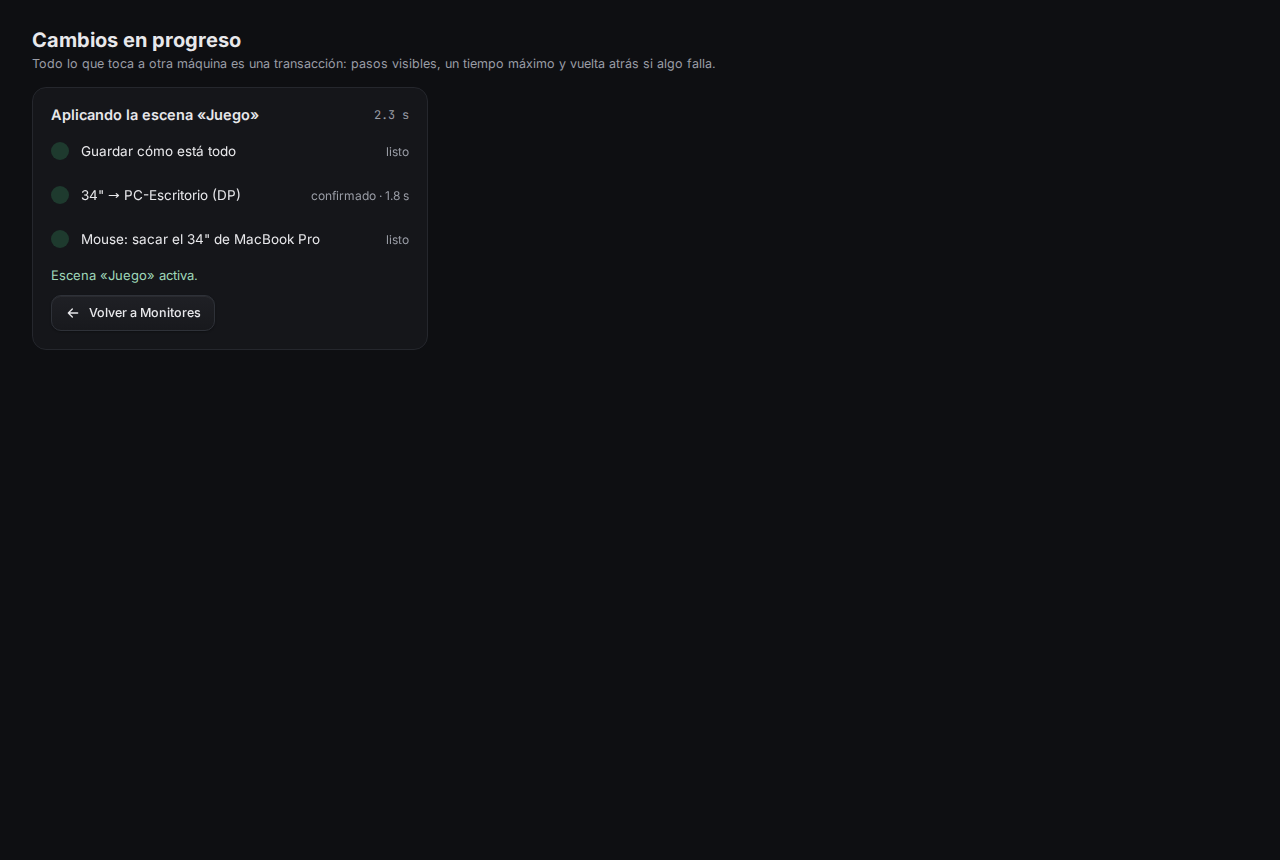 Cambios en progreso
Todo lo que toca a otra máquina es una transacción: pasos visibles, un tiempo máximo y vuelta atrás si algo falla.
Aplicando la escena «Juego» 2.3 s
Guardar cómo está todo listo
34" → PC-Escritorio (DP) confirmado · 1.8 s
Mouse: sacar el 34" de MacBook Pro listo
Escena «Juego» activa.
← Volver a Monitores